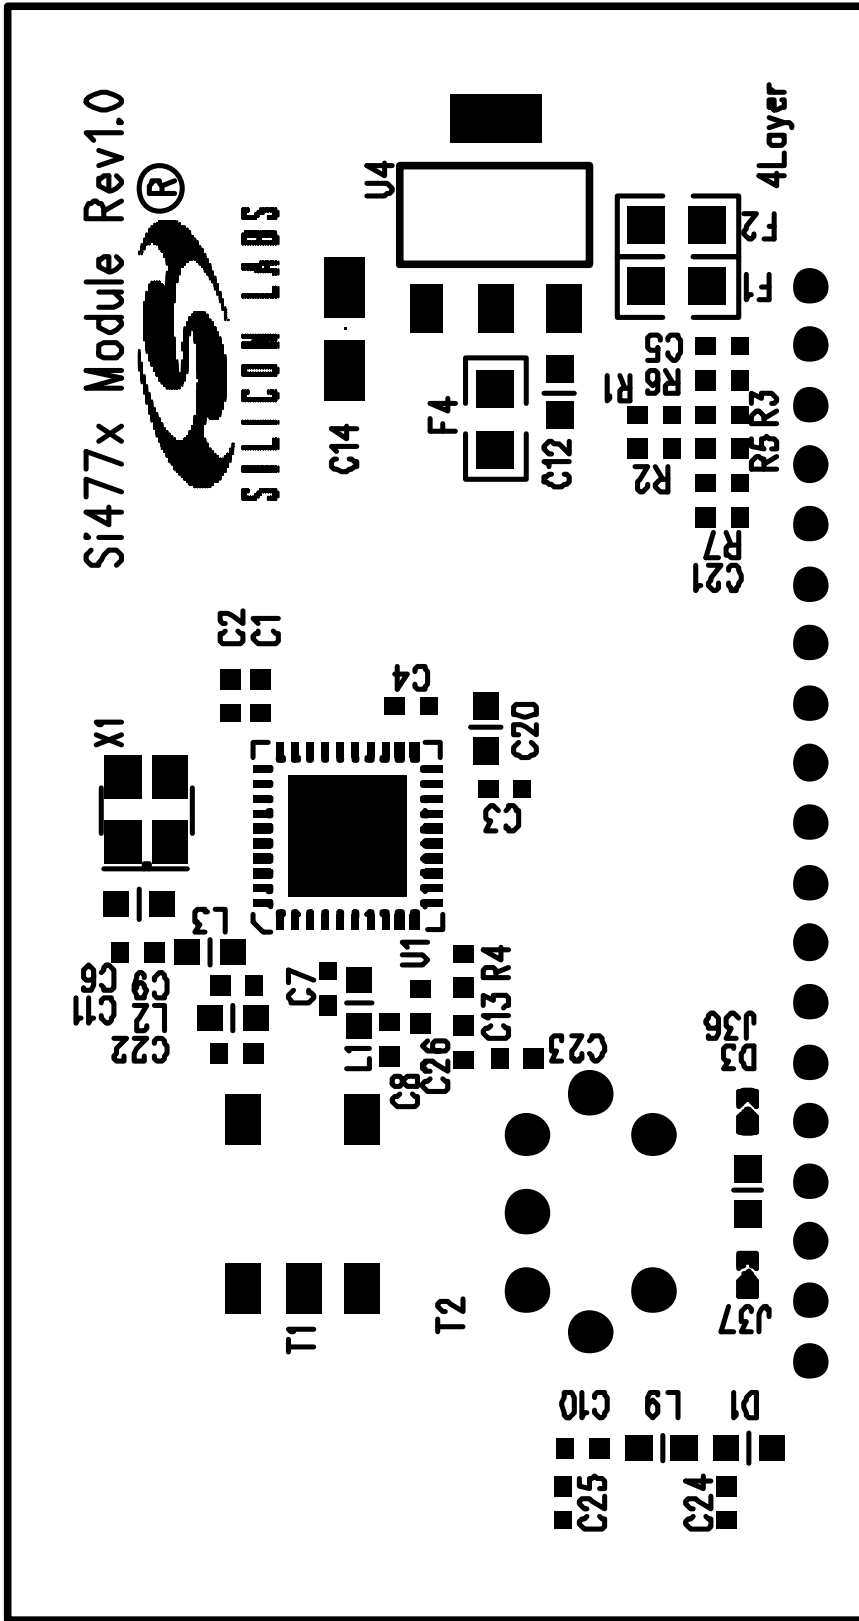 Si477x Module Rev1.0
®
SILICON LABS
4Layer
U4
F2
F1
C14
F4
C12
C5
R6
R1
R3
R5
R2
R7
C21
C2
C1
C4
X1
C20
C3
L3
U1
C6
C9
C11
L2
C22
C7
R4
C13
L1
C26
C8
C23
J36
D3
T1
T2
J37
C10
L9
D1
C25
C24